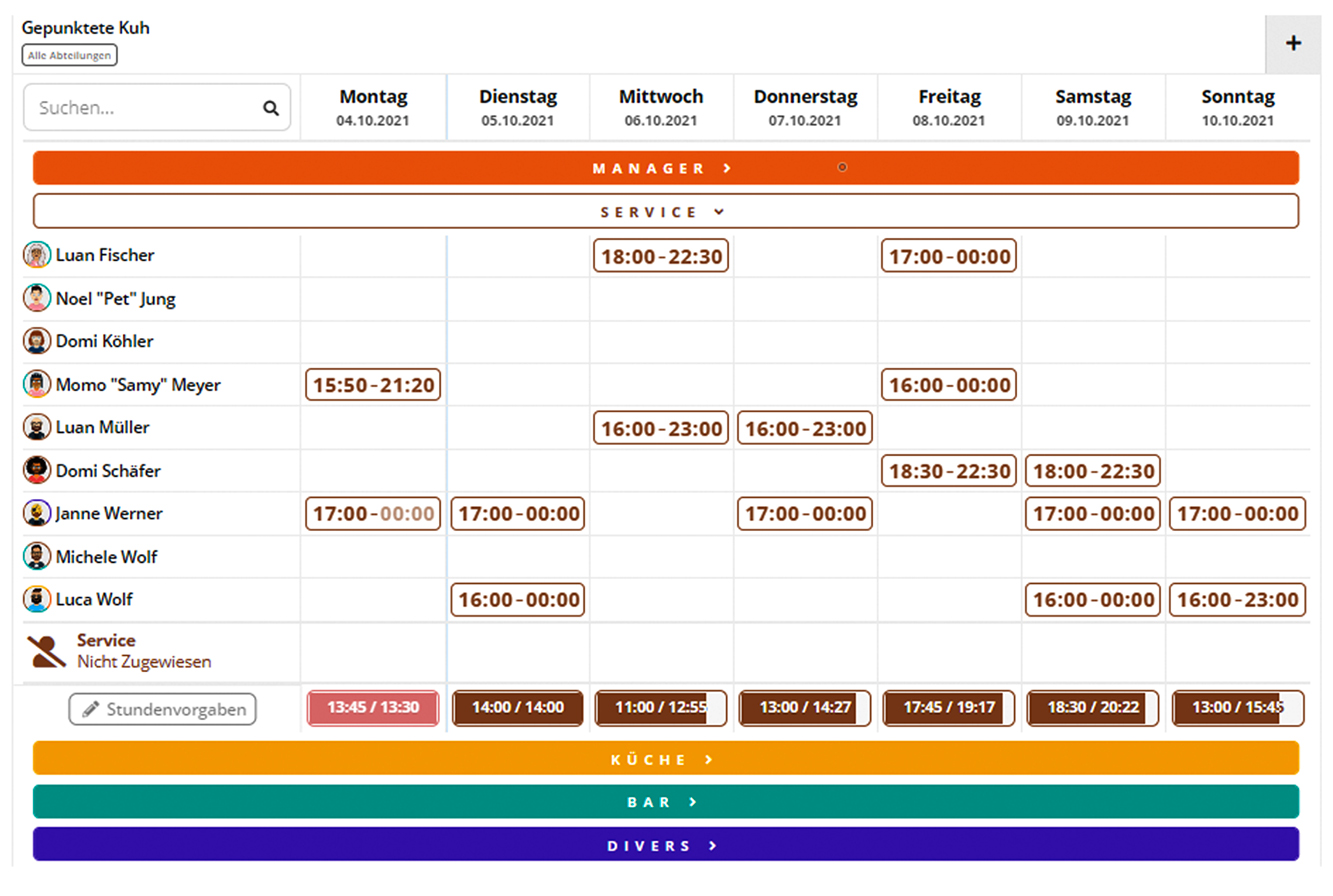 Gepunktete Kuh
Alle Abteilungen
+
Suchen...
Montag Dienstag Mittwoch Donnerstag Freitag Samstag Sonntag
04.10.2021 05.10.2021 06.10.2021 07.10.2021 08.10.2021 09.10.2021 10.10.2021
MANAGER >
SERVICE
Luan Fischer 18:00-22:30 17:00-00:00
Noel "Pet" Jung
Domi Köhler
Momo "Samy" Meyer 15:50-21:20 16:00-00:00
Luan Müller 16:00-23:00 16:00-23:00
Domi Schäfer 18:30-22:30 18:00-22:30
Janne Werner 17:00-00:00 17:00-00:00 17:00-00:00 17:00-00:00 17:00-00:00
Michele Wolf
Luca Wolf 16:00-00:00 16:00-00:00 16:00-23:00
Service
Nicht Zugewiesen
Stundenvorgaben 13:45 / 13:30 14:00 / 14:00 11:00 / 12:55 13:00 / 14:27 17:45 / 19:17 18:30 / 20:22 13:00 / 15:45
KÜCHE >
BAR >
DIVERS >